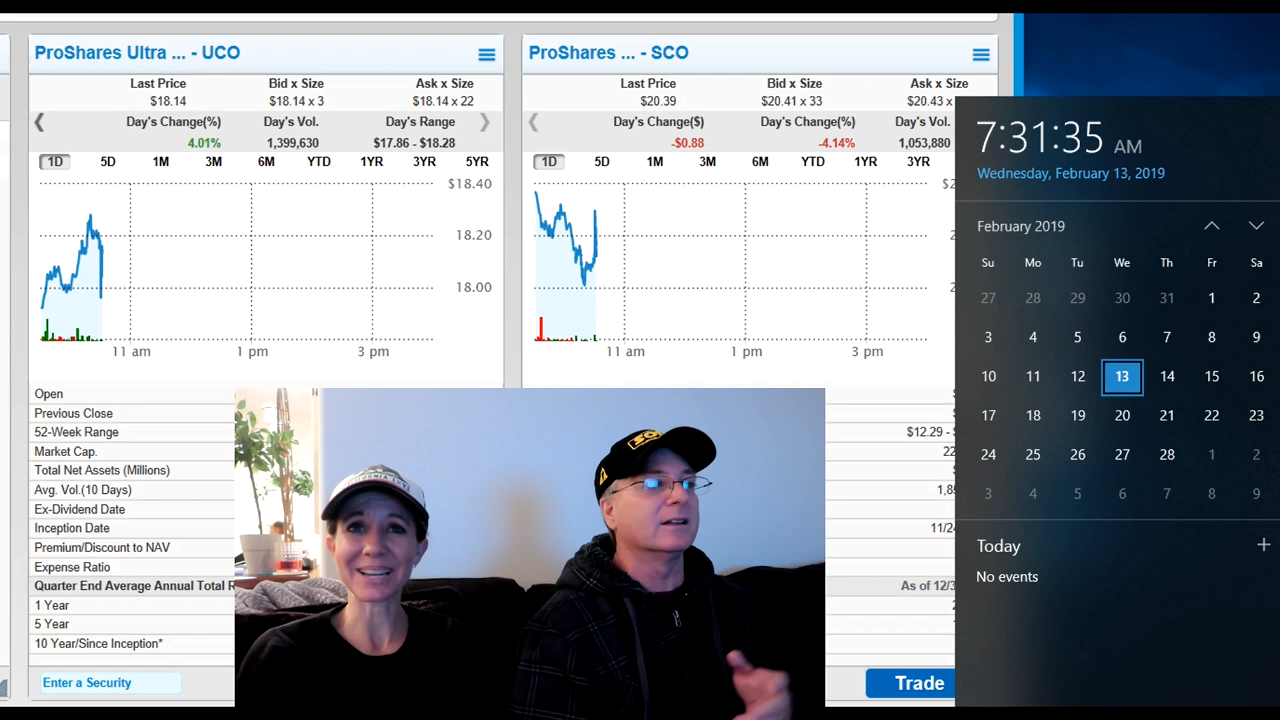 ProShares Ultra ... - UCO
Last Price Bid x Size Ask x Size
$18.14 $18.14 x 3 $18.14 x 22
Day's Change(%) Day's Vol. Day's Range
4.01% 1,399,630 $17.86 - $18.28
1D 5D 1M 3M 6M YTD 1YR 3YR 5YR
$18.40
18.20
18.00
11 am 1 pm 3 pm
Open
Previous Close
52-Week Range
Market Cap.
Total Net Assets (Millions)
Avg. Vol.(10 Days)
Ex-Dividend Date
Inception Date
Premium/Discount to NAV
Expense Ratio
Quarter End Average Annual Total R
1 Year
5 Year
10 Year/Since Inception*
Enter a Security
ProShares ... - SCO
Last Price Bid x Size Ask x Size
$20.39 $20.41 x 33 $20.43 x
Day's Change($) Day's Change(%) Day's Vol.
-$0.88 -4.14% 1,053,880
1D 5D 1M 3M 6M YTD 1YR 3YR
11 am 1 pm 3 pm
$12.29 -
22
11/24
As of 12/3
Trade
7:31:35 AM
Wednesday, February 13, 2019
February 2019
Su Mo Tu We Th Fr Sa
27 28 29 30 31 1 2
3 4 5 6 7 8 9
10 11 12 13 14 15 16
17 18 19 20 21 22 23
24 25 26 27 28 1 2
3 4 5 6 7 8 9
Today
No events